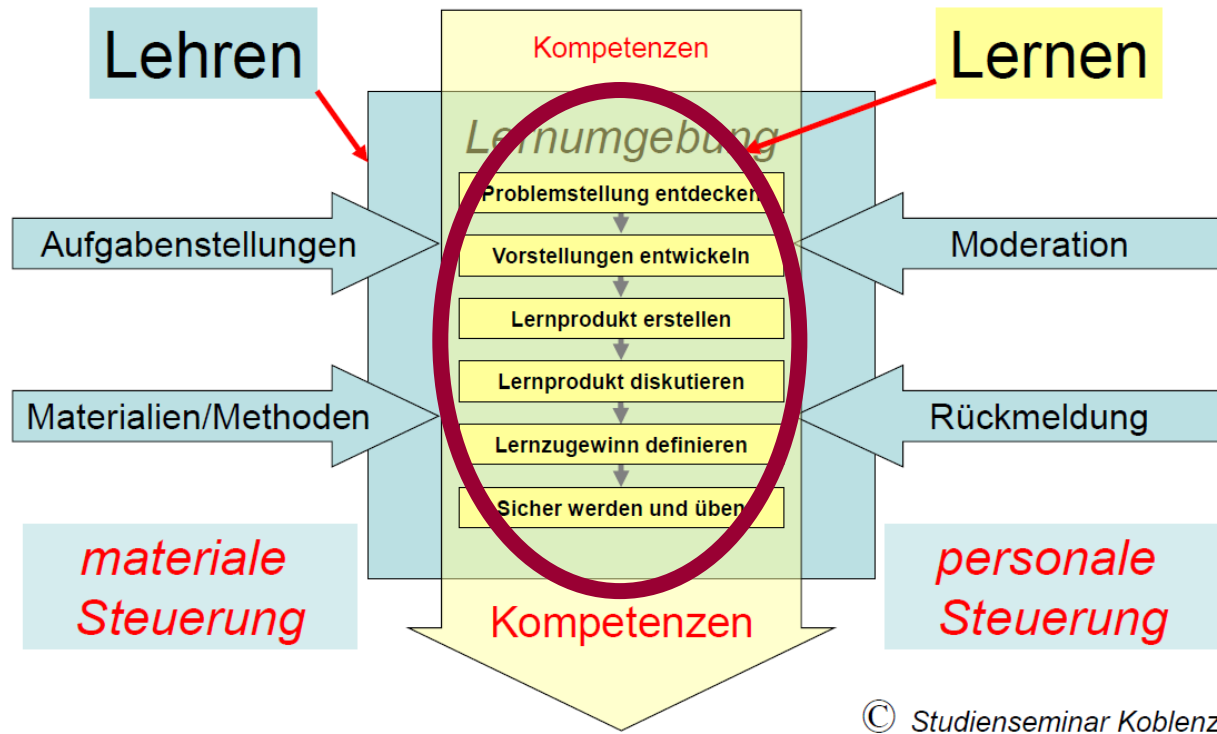 Lehren
Kompetenzen
Lernen
Lernumgebung
Problemstellung entdecken
Vorstellungen entwickeln
Lernprodukt erstellen
Lernprodukt diskutieren
Lernzugewinn definieren
Sicher werden und üben
Aufgabenstellungen
Materialien/Methoden
Moderation
Rückmeldung
materiale
Steuerung
Kompetenzen
personale
Steuerung
© Studienseminar Koblenz